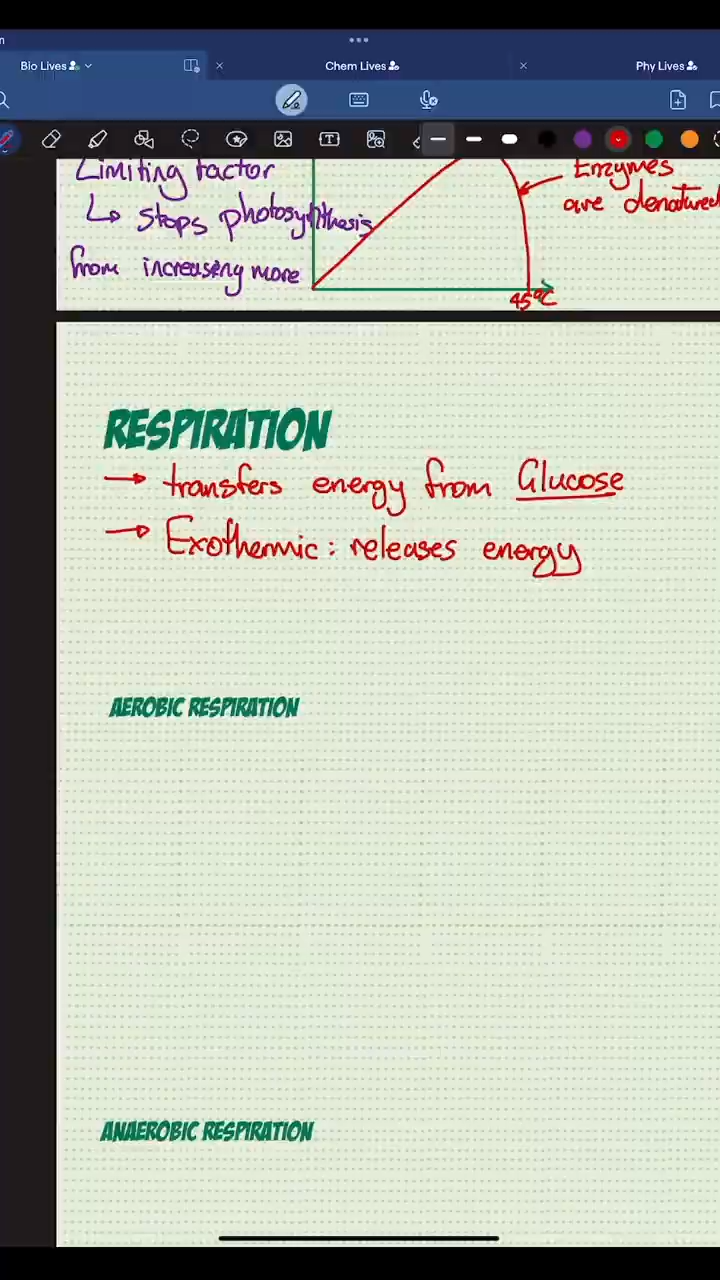 Bio Lives
Chem Lives
Phy Lives
Limiting factor
↳ stops photosynthesis
from increasing more
Enzymes
are denatured
45°C
RESPIRATION
→ transfers energy from Glucose
→ Exothermic: releases energy
AEROBIC RESPIRATION
ANAEROBIC RESPIRATION